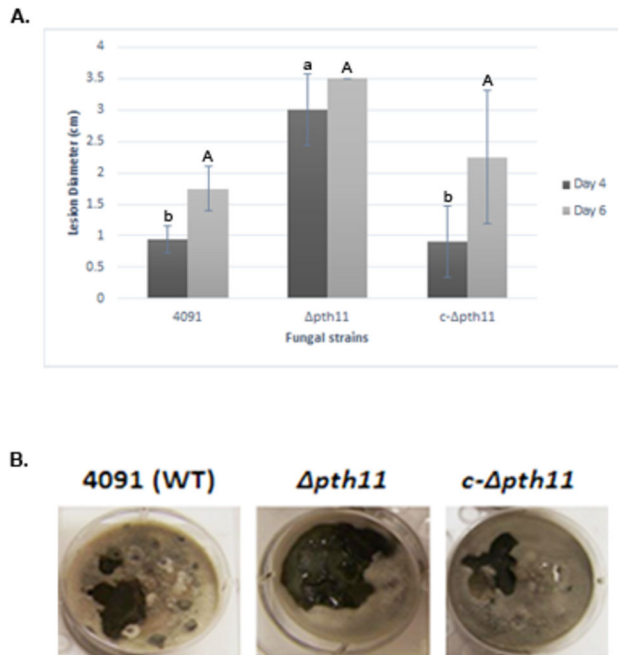 A.
4
3.5
3
2.5
2
1.5
1
0.5
0
Lesion Diameter (cm)
b
A
a
A
b
A
4091
Δpth11
c-Δpth11
Fungal strains
Day 4
Day 6
B.
4091 (WT)
Δpth11
c-Δpth11